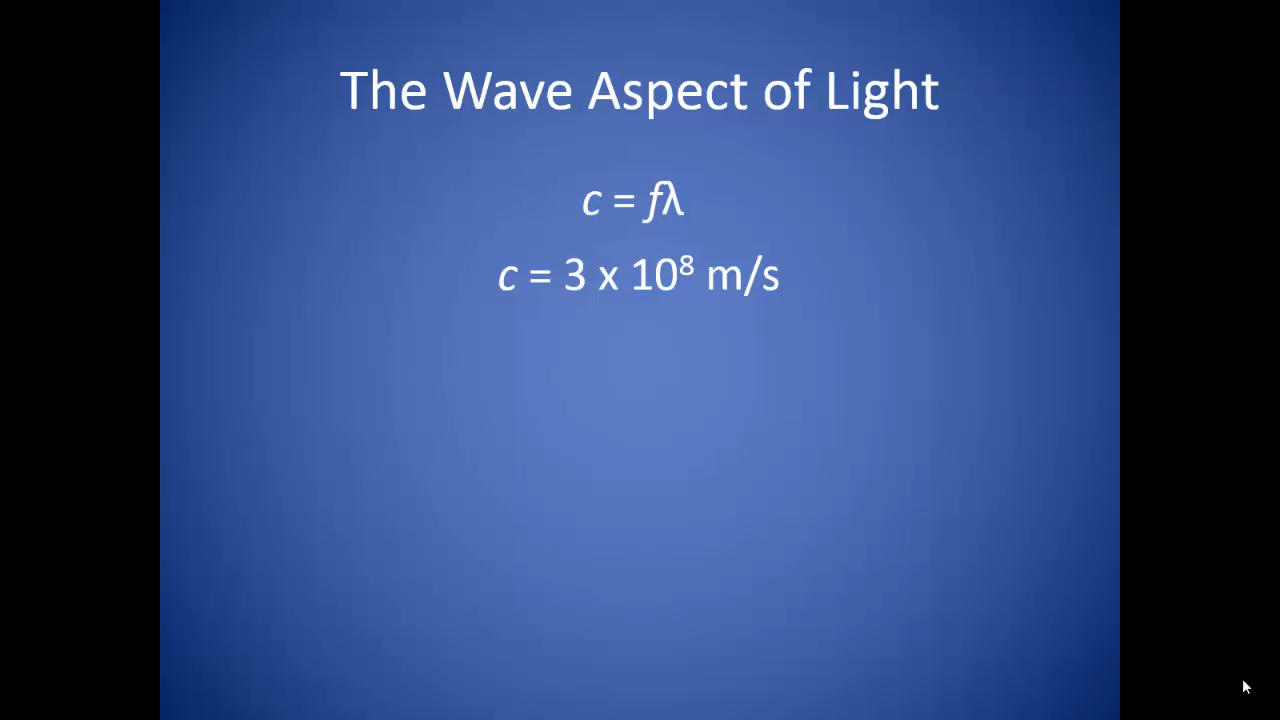 The Wave Aspect of Light
c = fλ
c = 3 x 10⁸ m/s